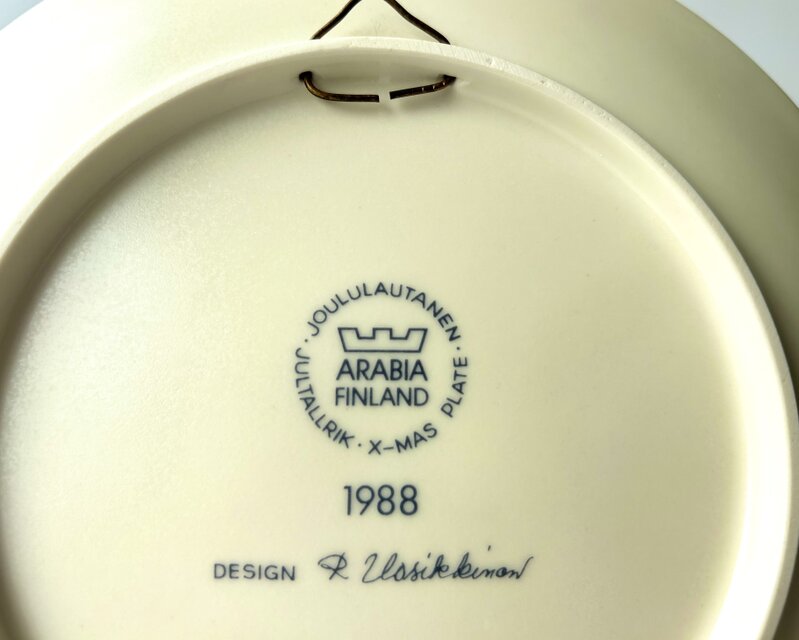 JOULULAUTANEN · JULTALLRIK · X-MAS PLATE ·
ARABIA
FINLAND
1988
DESIGN R Uosikkinen